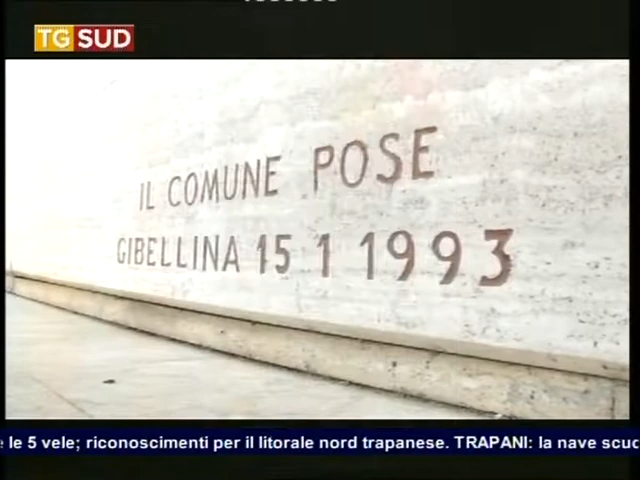 TG SUD
IL COMUNE POSE
GIBELLINA 15 1 1993
le 5 vele; riconoscimenti per il litorale nord trapanese. TRAPANI: la nave scuo